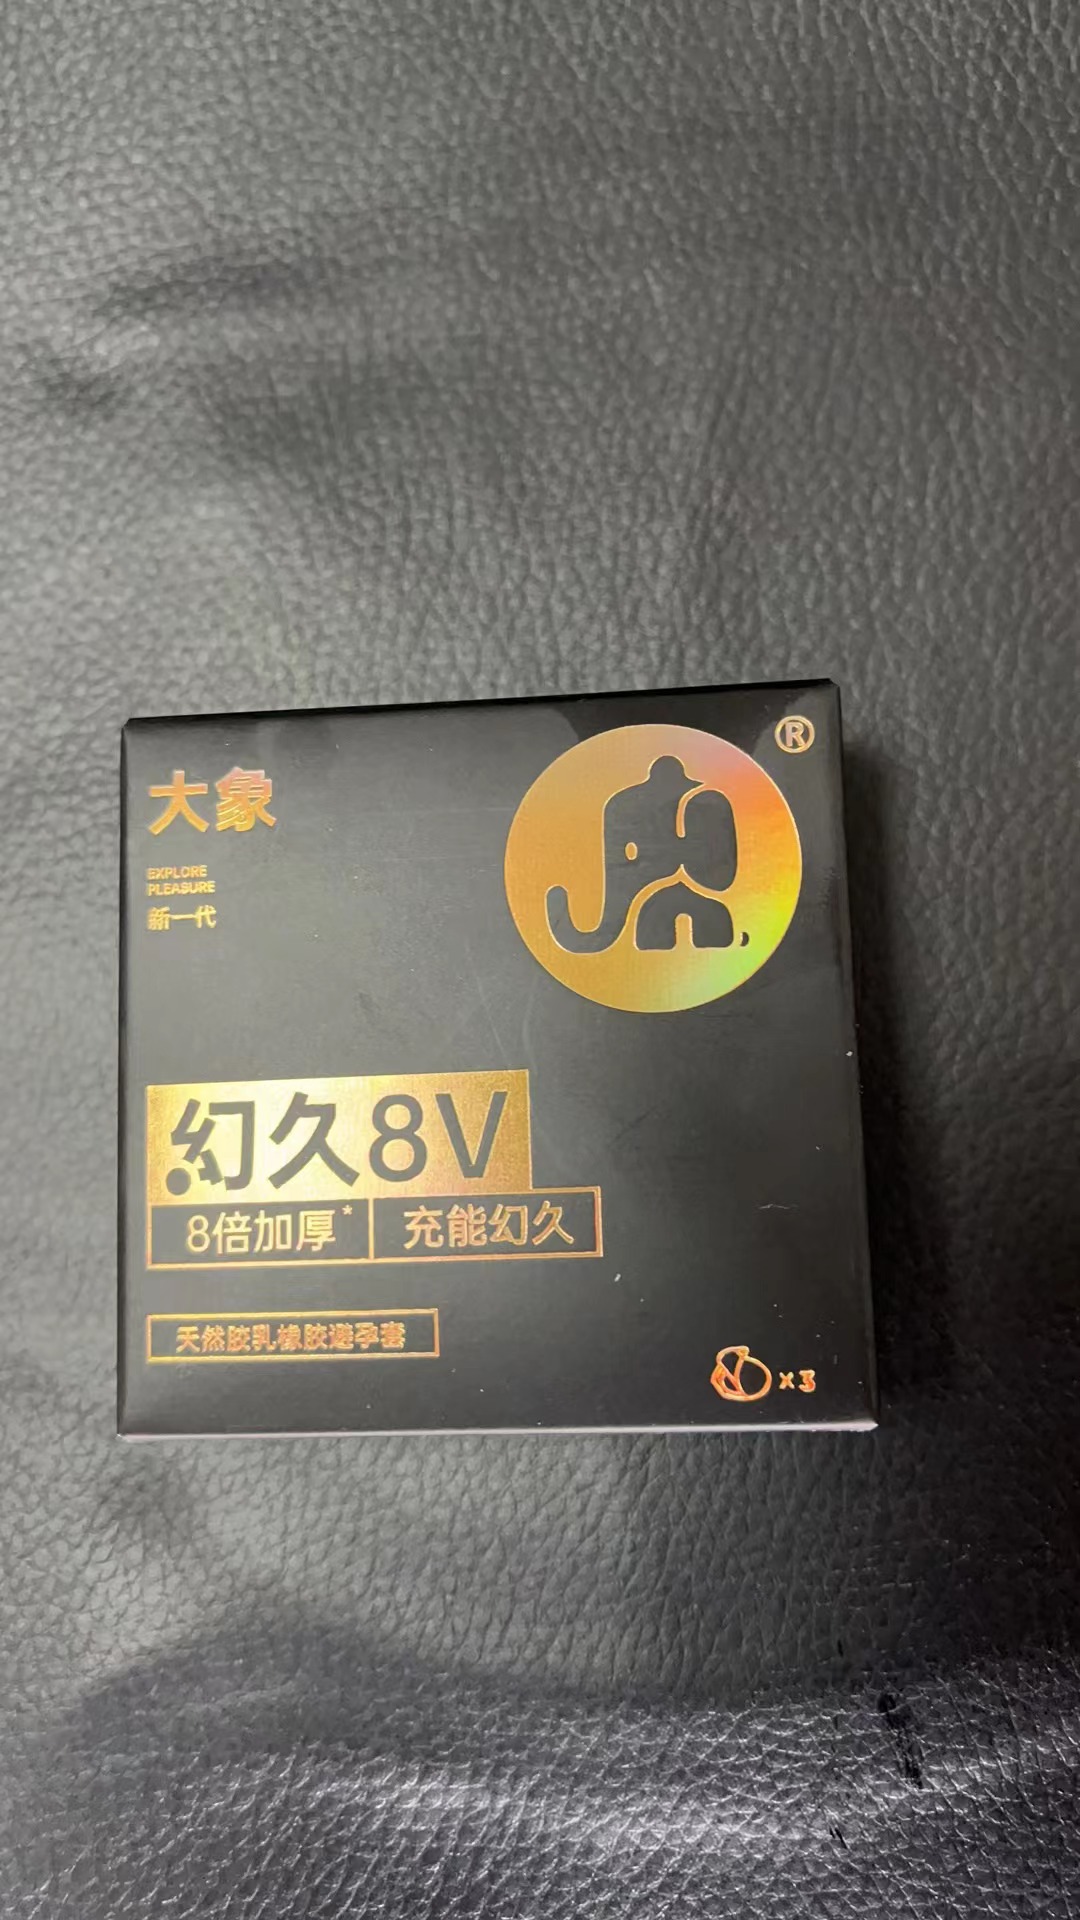 大象
®
EXPLORE
PLEASURE
新一代
幻久8V
8倍加厚* 充能幻久
天然胶乳橡胶避孕套
x3